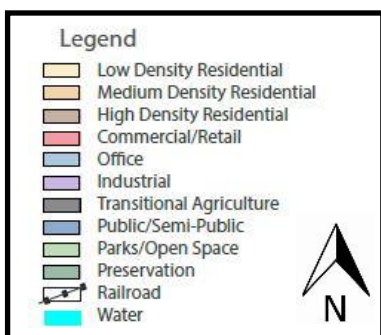 Legend
Low Density Residential
Medium Density Residential
High Density Residential
Commercial/Retail
Office
Industrial
Transitional Agriculture
Public/Semi-Public
Parks/Open Space
Preservation
Railroad
Water
N